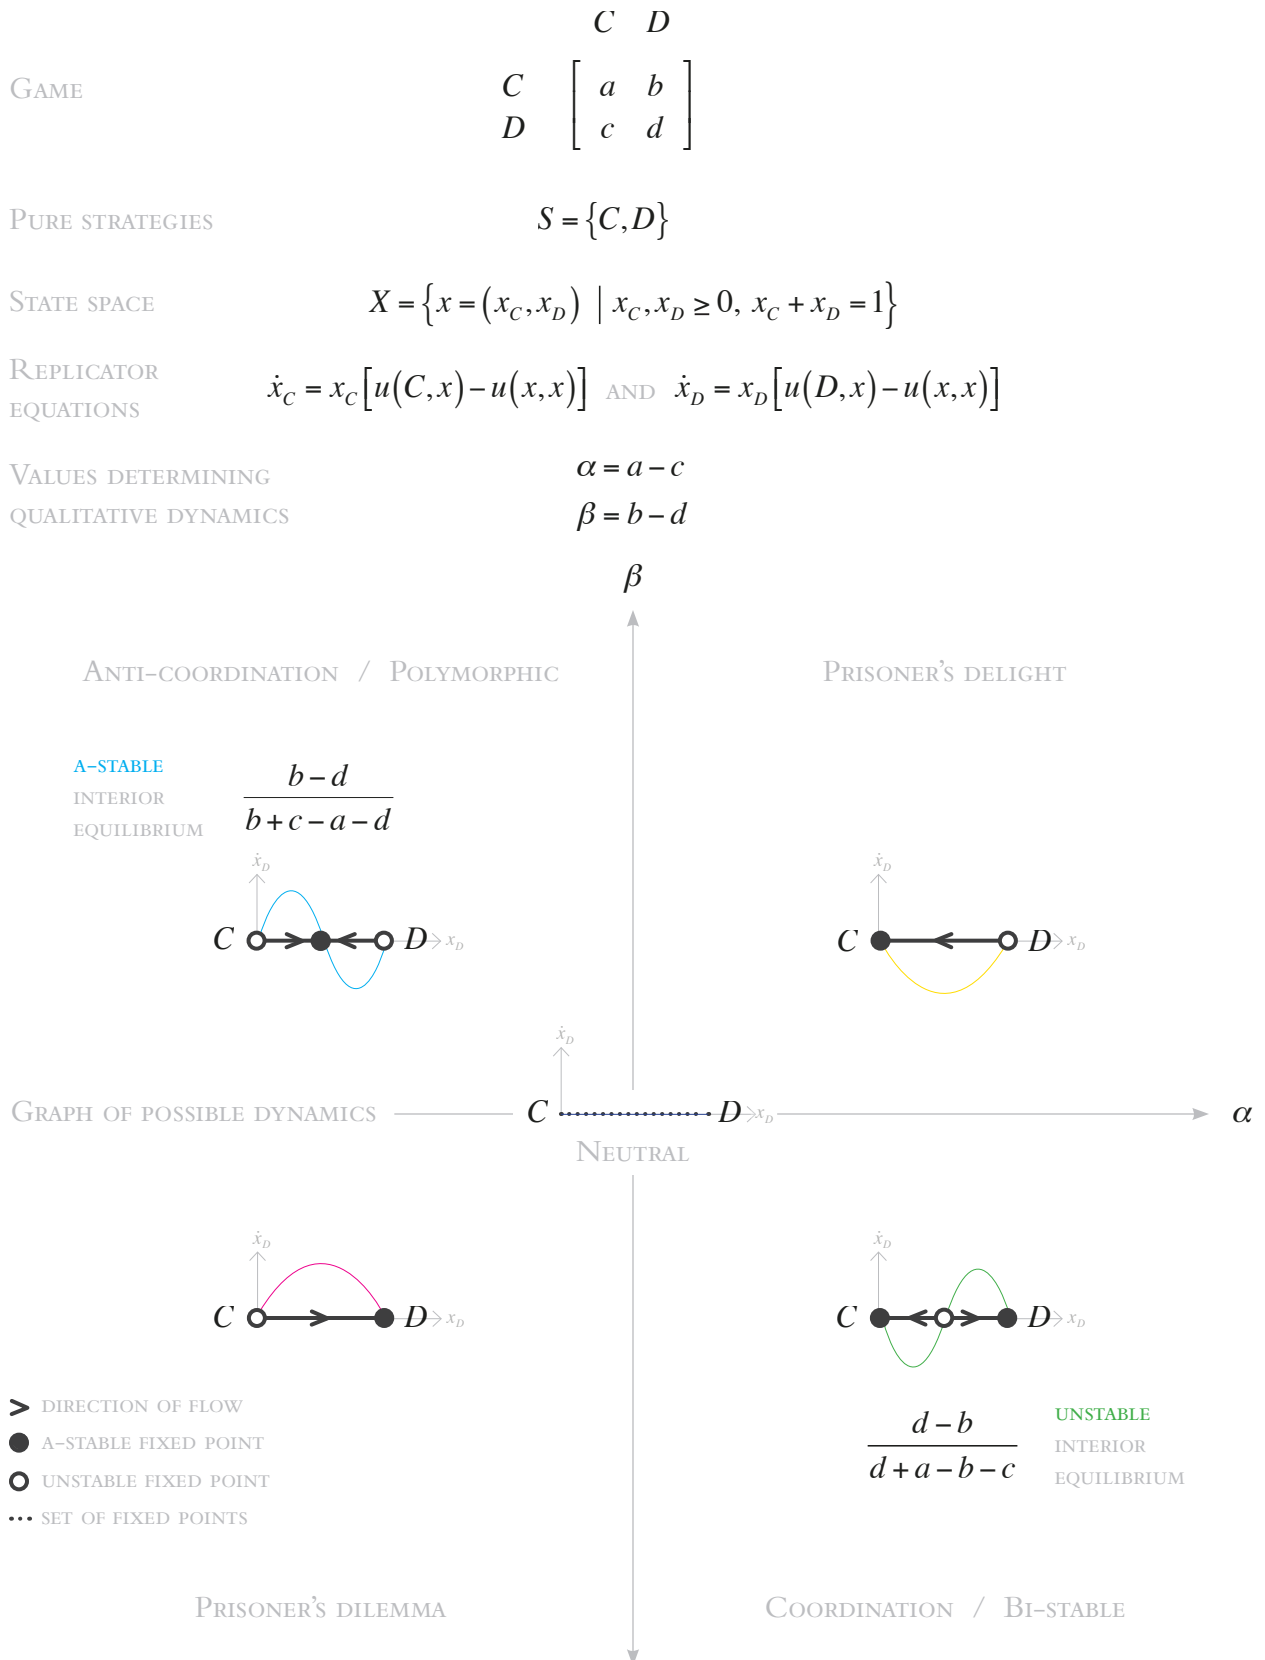 C D
GAME
C [ a b ]
D [ c d ]
PURE STRATEGIES S = {C, D}
STATE SPACE X = {x = (x_C, x_D) | x_C, x_D ≥ 0, x_C + x_D = 1}
REPLICATOR
EQUATIONS
ẋ_C = x_C [u(C, x) − u(x, x)] AND ẋ_D = x_D [u(D, x) − u(x, x)]
VALUES DETERMINING
QUALITATIVE DYNAMICS
α = a − c
β = b − d
β
ANTI-COORDINATION / POLYMORPHIC
PRISONER'S DELIGHT
A-STABLE
INTERIOR
EQUILIBRIUM
b − d
b + c − a − d
ẋ_D
C D x_D
ẋ_D
C D x_D
GRAPH OF POSSIBLE DYNAMICS
ẋ_D
C D x_D
α
NEUTRAL
ẋ_D
C D x_D
ẋ_D
C D x_D
DIRECTION OF FLOW
A-STABLE FIXED POINT
UNSTABLE FIXED POINT
SET OF FIXED POINTS
d − b
d + a − b − c
UNSTABLE
INTERIOR
EQUILIBRIUM
PRISONER'S DILEMMA
COORDINATION / BI-STABLE